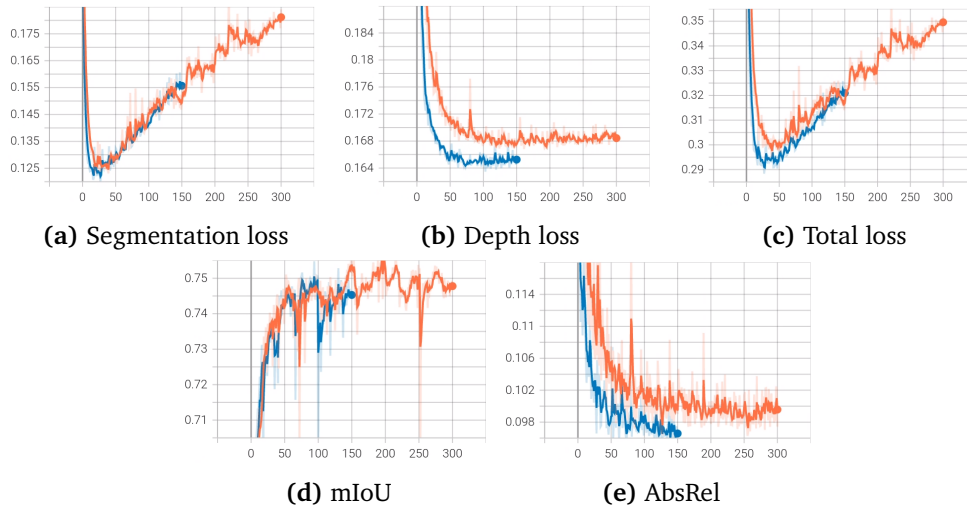 0.175
0.165
0.155
0.145
0.135
0.125
0 50 100 150 200 250 300
(a) Segmentation loss
0.184
0.18
0.176
0.172
0.168
0.164
0 50 100 150 200 250 300
(b) Depth loss
0.35
0.34
0.33
0.32
0.31
0.3
0.29
0 50 100 150 200 250 300
(c) Total loss
0.75
0.74
0.73
0.72
0.71
0 50 100 150 200 250 300
(d) mIoU
0.114
0.11
0.106
0.102
0.098
0 50 100 150 200 250 300
(e) AbsRel